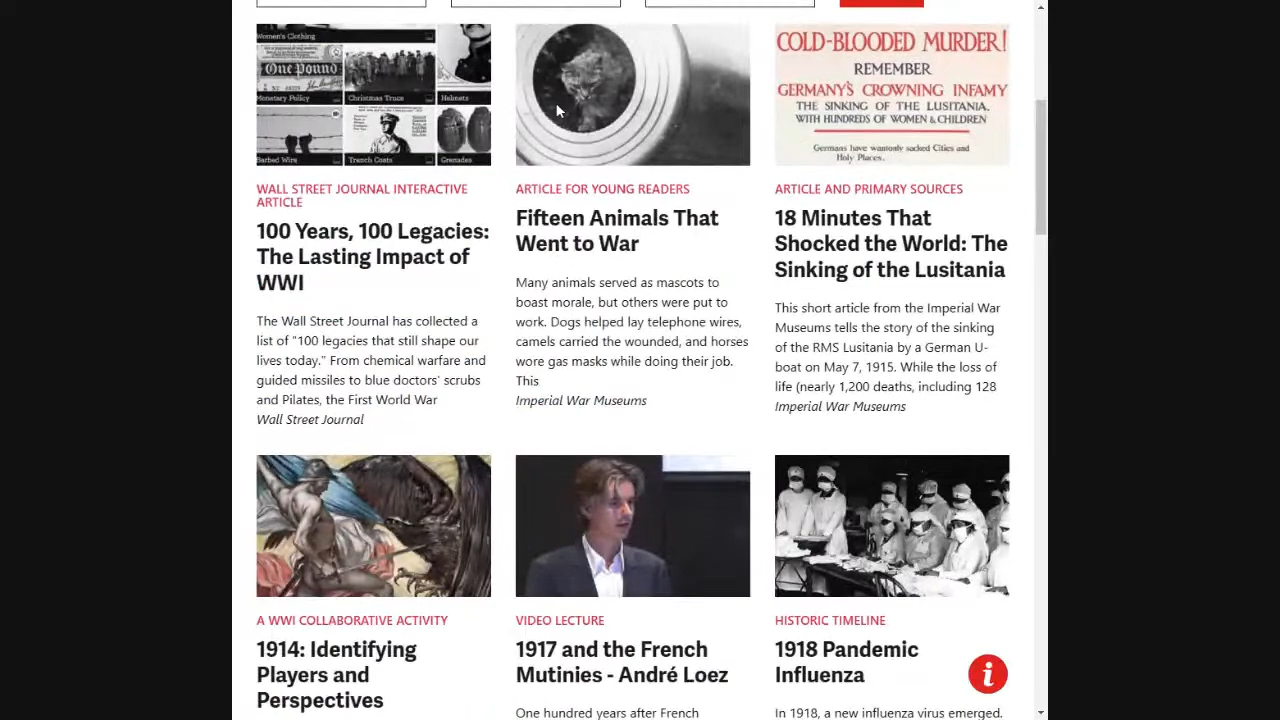 Women's Clothing
One Pound
Monetary Policy
Christmas Truce
Helmets
Barbed Wire
Trench Coats
Grenades
WALL STREET JOURNAL INTERACTIVE
ARTICLE
100 Years, 100 Legacies:
The Lasting Impact of
WWI
The Wall Street Journal has collected a
list of "100 legacies that still shape our
lives today." From chemical warfare and
guided missiles to blue doctors' scrubs
and Pilates, the First World War
Wall Street Journal
ARTICLE FOR YOUNG READERS
Fifteen Animals That
Went to War
Many animals served as mascots to
boast morale, but others were put to
work. Dogs helped lay telephone wires,
camels carried the wounded, and horses
wore gas masks while doing their job.
This
Imperial War Museums
COLD-BLOODED MURDER!
REMEMBER
GERMANY'S CROWNING INFAMY
THE SINKING OF THE LUSITANIA.
WITH HUNDREDS OF WOMEN & CHILDREN
Germans have wantonly sacked Cities and
Holy Places.
ARTICLE AND PRIMARY SOURCES
18 Minutes That
Shocked the World: The
Sinking of the Lusitania
This short article from the Imperial War
Museums tells the story of the sinking
of the RMS Lusitania by a German U-
boat on May 7, 1915. While the loss of
life (nearly 1,200 deaths, including 128
Imperial War Museums
A WWI COLLABORATIVE ACTIVITY
1914: Identifying
Players and
Perspectives
VIDEO LECTURE
1917 and the French
Mutinies - André Loez
One hundred years after French
HISTORIC TIMELINE
1918 Pandemic
Influenza
In 1918, a new influenza virus emerged.
i